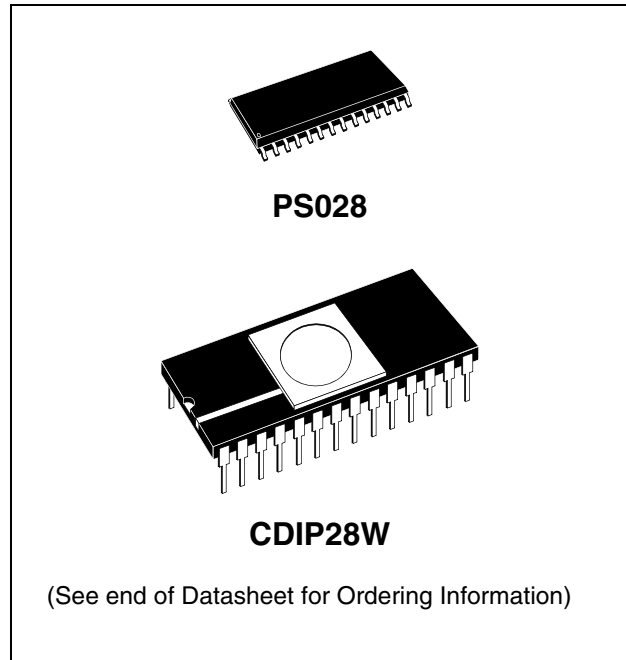 PS028
CDIP28W
(See end of Datasheet for Ordering Information)